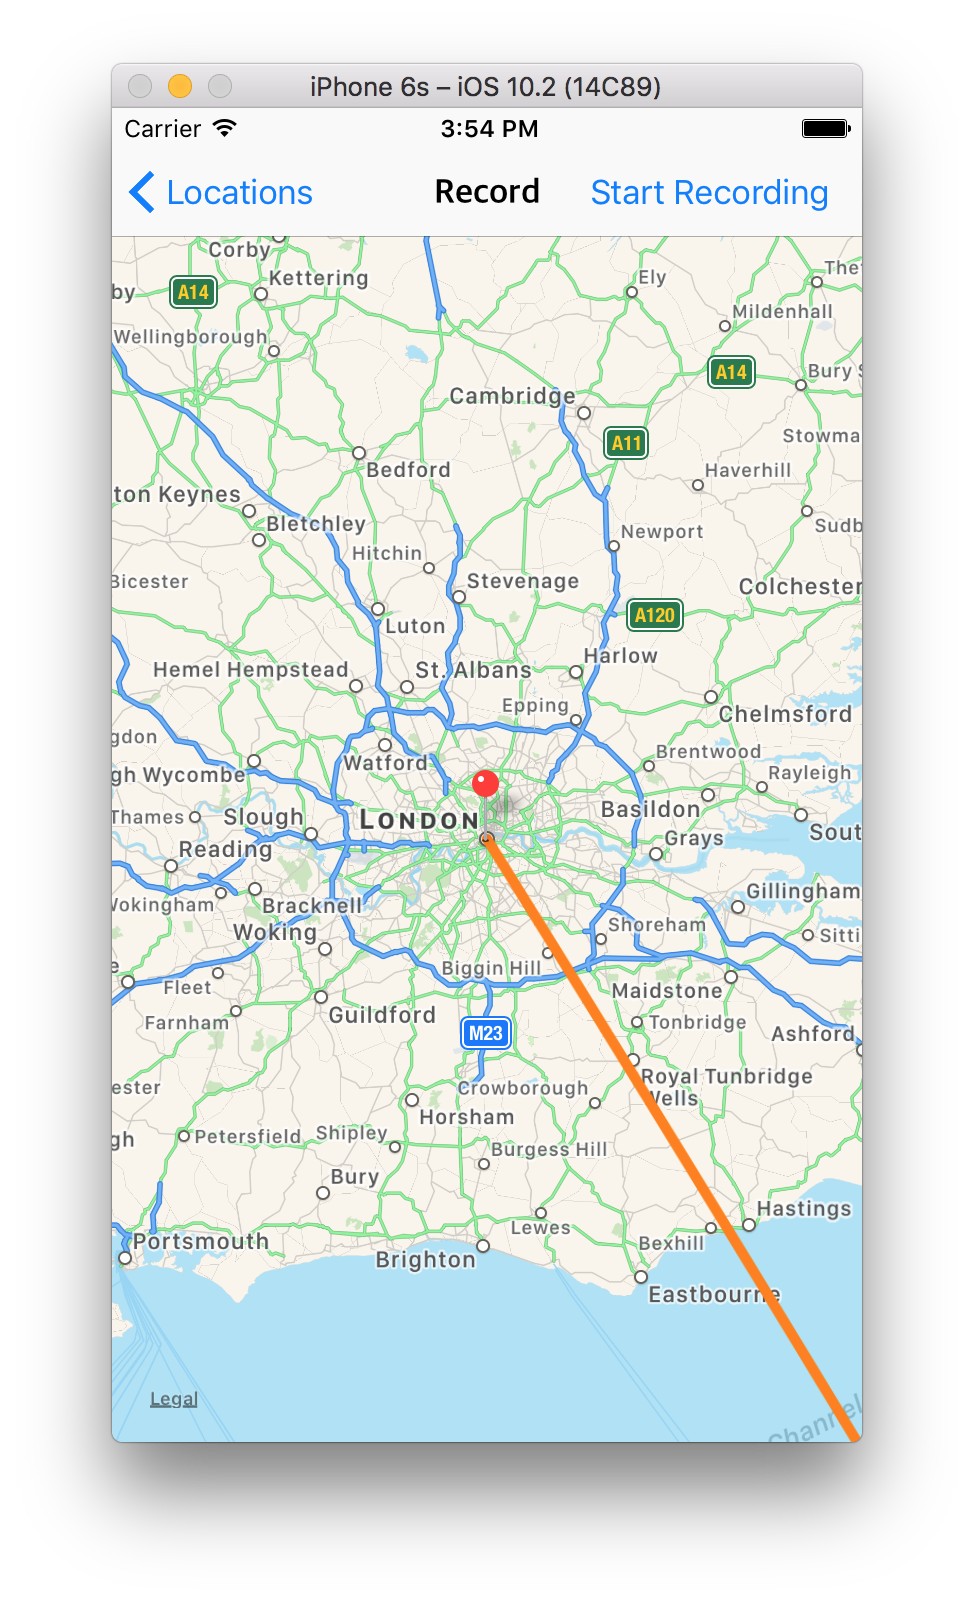 iPhone 6s – iOS 10.2 (14C89)
Carrier
3:54 PM
Locations
Record
Start Recording
Corby
Kettering
Ely
The
by
A14
Mildenhall
Wellingborough
A14
Bury S
Cambridge
A11
Stowma
Bedford
Haverhill
ton Keynes
Bletchley
Newport
Sudb
Hitchin
Bicester
Stevenage
Colchester
A120
Luton
Harlow
Hemel Hempstead
St. Albans
Epping
Chelmsford
gdon
Brentwood
Watford
gh Wycombe
Rayleigh
Thames
Slough
LONDON
Basildon
Sout
Grays
Reading
Gillingham
Wokingham
Bracknell
Shoreham
Woking
Sitti
e
Biggin Hill
Fleet
Maidstone
Farnham
Guildford
Tonbridge
M23
Ashford
Royal Tunbridge
Wells
ester
Crowborough
Horsham
gh
Petersfield
Shipley
Burgess Hill
Bury
Hastings
Lewes
Portsmouth
Bexhill
Brighton
Eastbourne
Legal
Channel